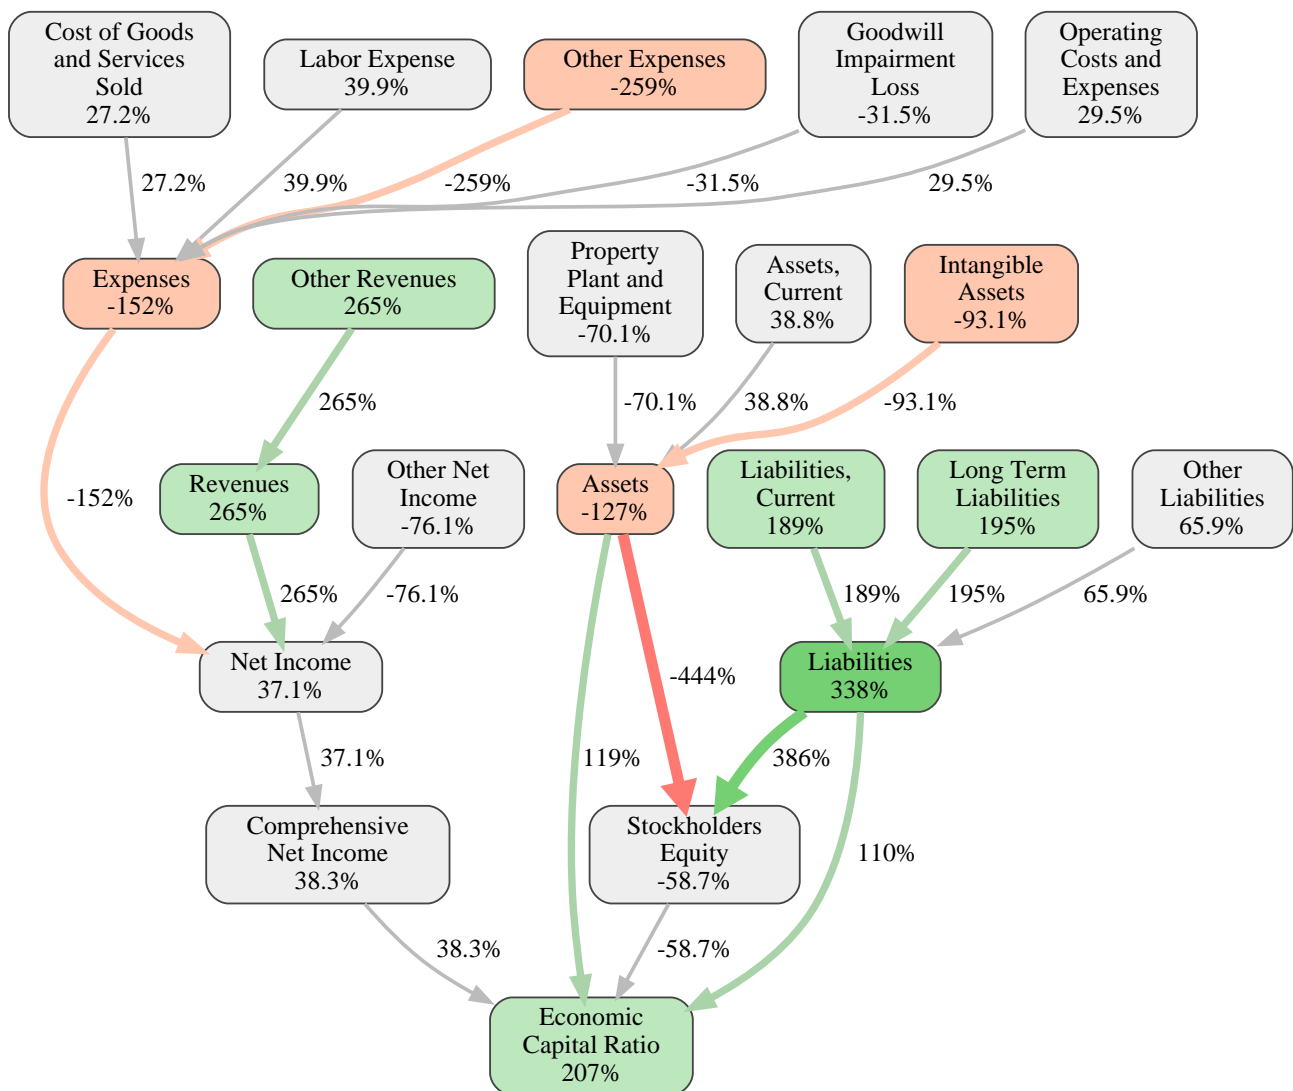 Cost of Goods
and Services
Sold
27.2%
Labor Expense
39.9%
Other Expenses
-259%
Goodwill
Impairment
Loss
-31.5%
Operating
Costs and
Expenses
29.5%
27.2%
39.9%
-259%
-31.5%
29.5%
Expenses
-152%
Other Revenues
265%
Property
Plant and
Equipment
-70.1%
Assets,
Current
38.8%
Intangible
Assets
-93.1%
265%
-70.1%
38.8%
-93.1%
-152%
Revenues
265%
Other Net
Income
-76.1%
Assets
-127%
Liabilities,
Current
189%
Long Term
Liabilities
195%
Other
Liabilities
65.9%
265%
-76.1%
189%
195%
65.9%
Net Income
37.1%
-444%
Liabilities
338%
37.1%
119%
386%
Comprehensive
Net Income
38.3%
Stockholders
Equity
-58.7%
110%
38.3%
-58.7%
Economic
Capital Ratio
207%